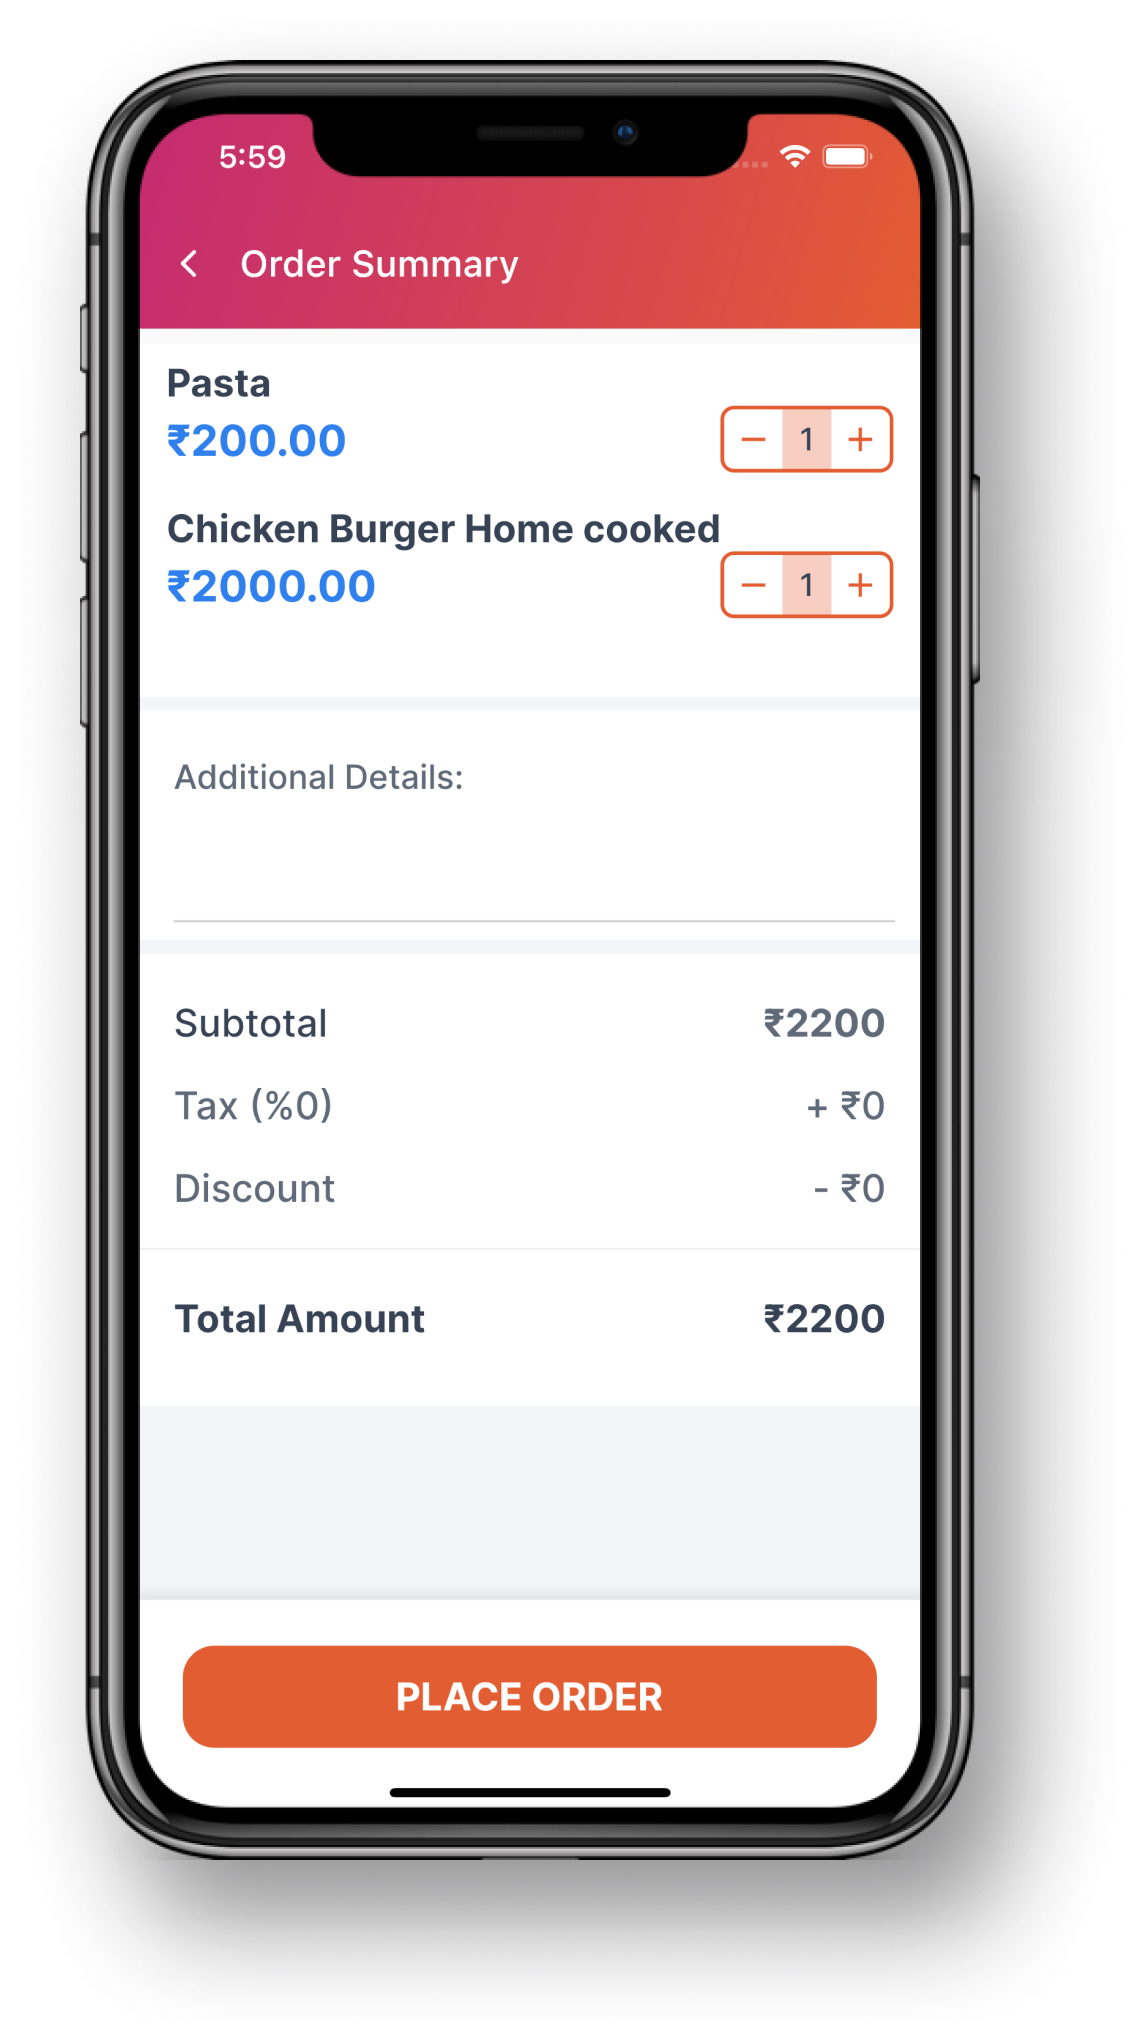 5:59
Order Summary
Pasta
₹200.00
− 1 +
Chicken Burger Home cooked
₹2000.00
− 1 +
Additional Details:
Subtotal ₹2200
Tax (%0) + ₹0
Discount - ₹0
Total Amount ₹2200
PLACE ORDER